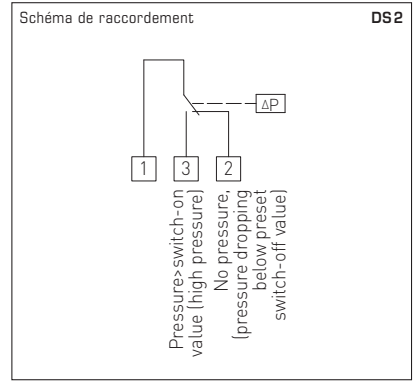 Schéma de raccordement DS2
ΔP
1 3 2
Pressure>switch-on
value (high pressure)
No pressure,
(pressure dropping
below preset
switch-off value)